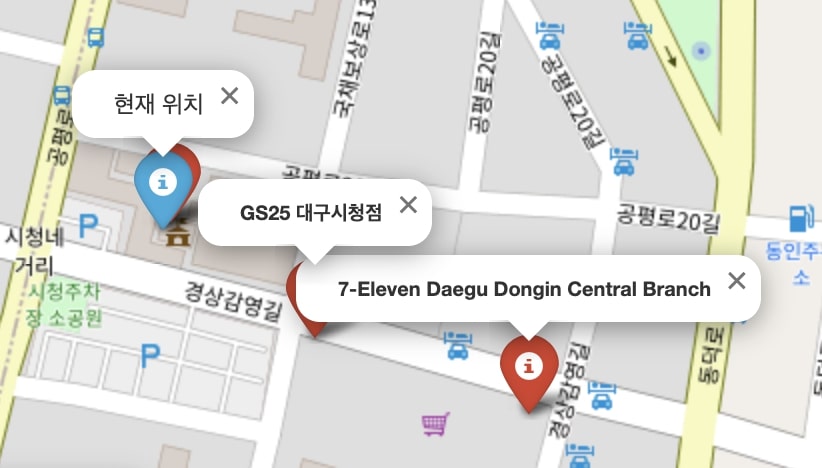 국채보상로13
공평로20길
공평로20길
현재 위치
공평로
GS25 대구시청점
공평로20길
시청네
거리
동인주
소
7-Eleven Daegu Dongin Central Branch
시청주차
장 소공원
경상감영길
P
P
동덕로
경상감영길